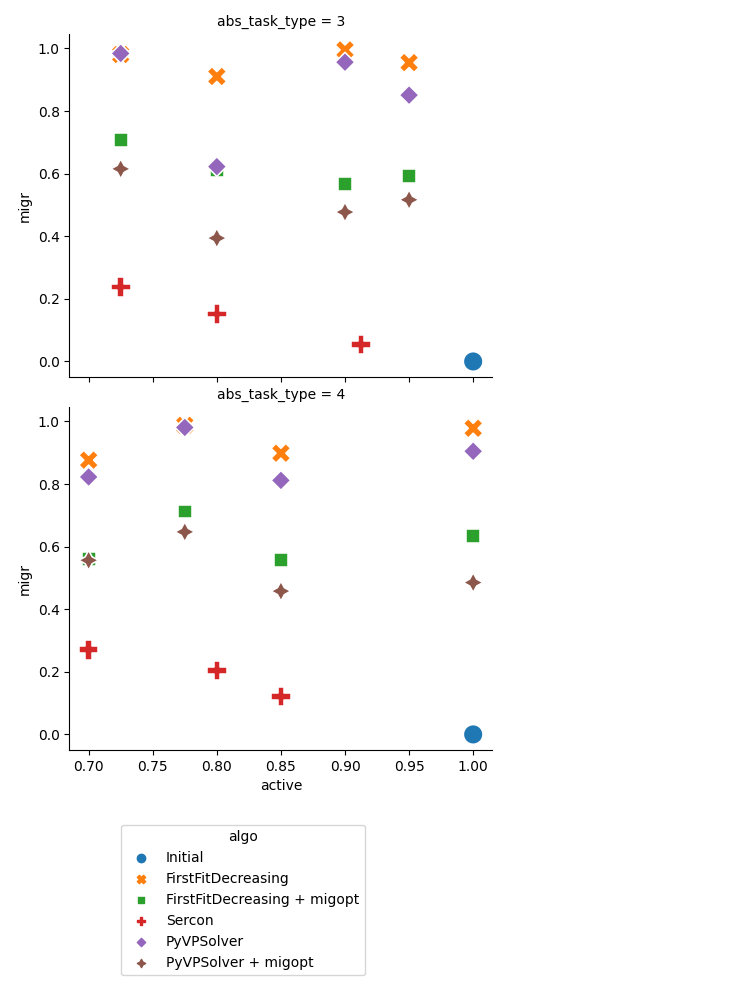 abs_task_type = 3
1.0
0.8
0.6
0.4
0.2
0.0
migr
abs_task_type = 4
1.0
0.8
0.6
0.4
0.2
0.0
migr
0.70 0.75 0.80 0.85 0.90 0.95 1.00
active
algo
Initial
FirstFitDecreasing
FirstFitDecreasing + migopt
Sercon
PyVPSolver
PyVPSolver + migopt